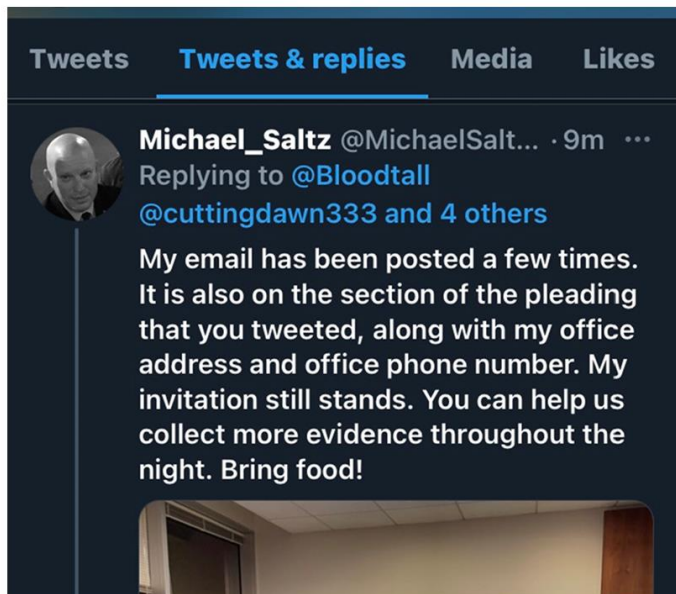 Tweets Tweets & replies Media Likes
Michael_Saltz @MichaelSalt... · 9m ···
Replying to @Bloodtall
@cuttingdawn333 and 4 others
My email has been posted a few times.
It is also on the section of the pleading
that you tweeted, along with my office
address and office phone number. My
invitation still stands. You can help us
collect more evidence throughout the
night. Bring food!